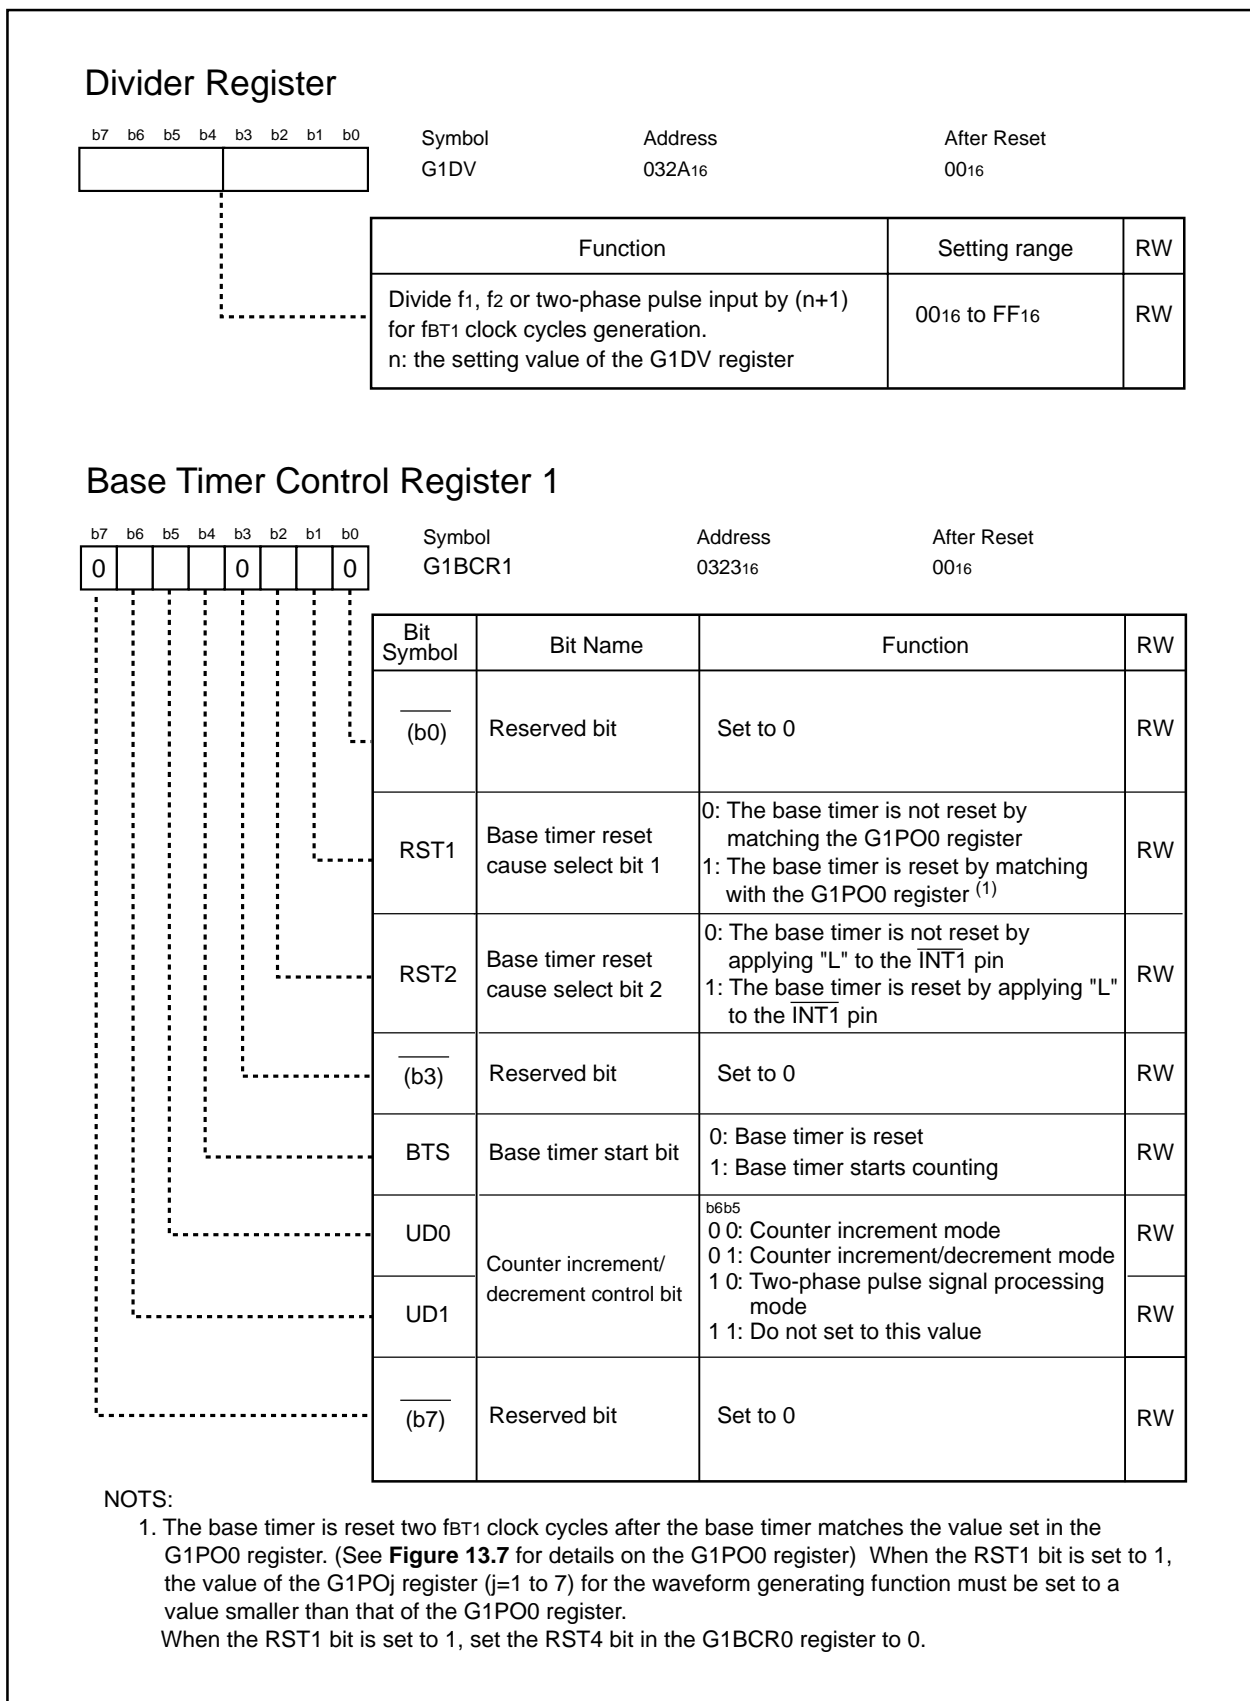 Divider Register
b7 b6 b5 b4 b3 b2 b1 b0
Symbol Address After Reset
G1DV 032A16 0016
Function Setting range RW
Divide f1, f2 or two-phase pulse input by (n+1)
for fBT1 clock cycles generation.
n: the setting value of the G1DV register
0016 to FF16 RW
Base Timer Control Register 1
b7 b6 b5 b4 b3 b2 b1 b0
0 0 0
Symbol Address After Reset
G1BCR1 032316 0016
Bit
Symbol
Bit Name Function RW
(b0) Reserved bit Set to 0 RW
RST1
Base timer reset
cause select bit 1
0: The base timer is not reset by
matching the G1PO0 register
1: The base timer is reset by matching
with the G1PO0 register (1)
RW
RST2
Base timer reset
cause select bit 2
0: The base timer is not reset by
applying "L" to the INT1 pin
1: The base timer is reset by applying "L"
to the INT1 pin
RW
(b3) Reserved bit Set to 0 RW
BTS Base timer start bit
0: Base timer is reset
1: Base timer starts counting
RW
UD0
UD1
Counter increment/
decrement control bit
b6b5
0 0: Counter increment mode
0 1: Counter increment/decrement mode
1 0: Two-phase pulse signal processing
mode
1 1: Do not set to this value
RW
RW
(b7) Reserved bit Set to 0 RW
NOTS:
1. The base timer is reset two fBT1 clock cycles after the base timer matches the value set in the
G1PO0 register. (See Figure 13.7 for details on the G1PO0 register) When the RST1 bit is set to 1,
the value of the G1POj register (j=1 to 7) for the waveform generating function must be set to a
value smaller than that of the G1PO0 register.
When the RST1 bit is set to 1, set the RST4 bit in the G1BCR0 register to 0.